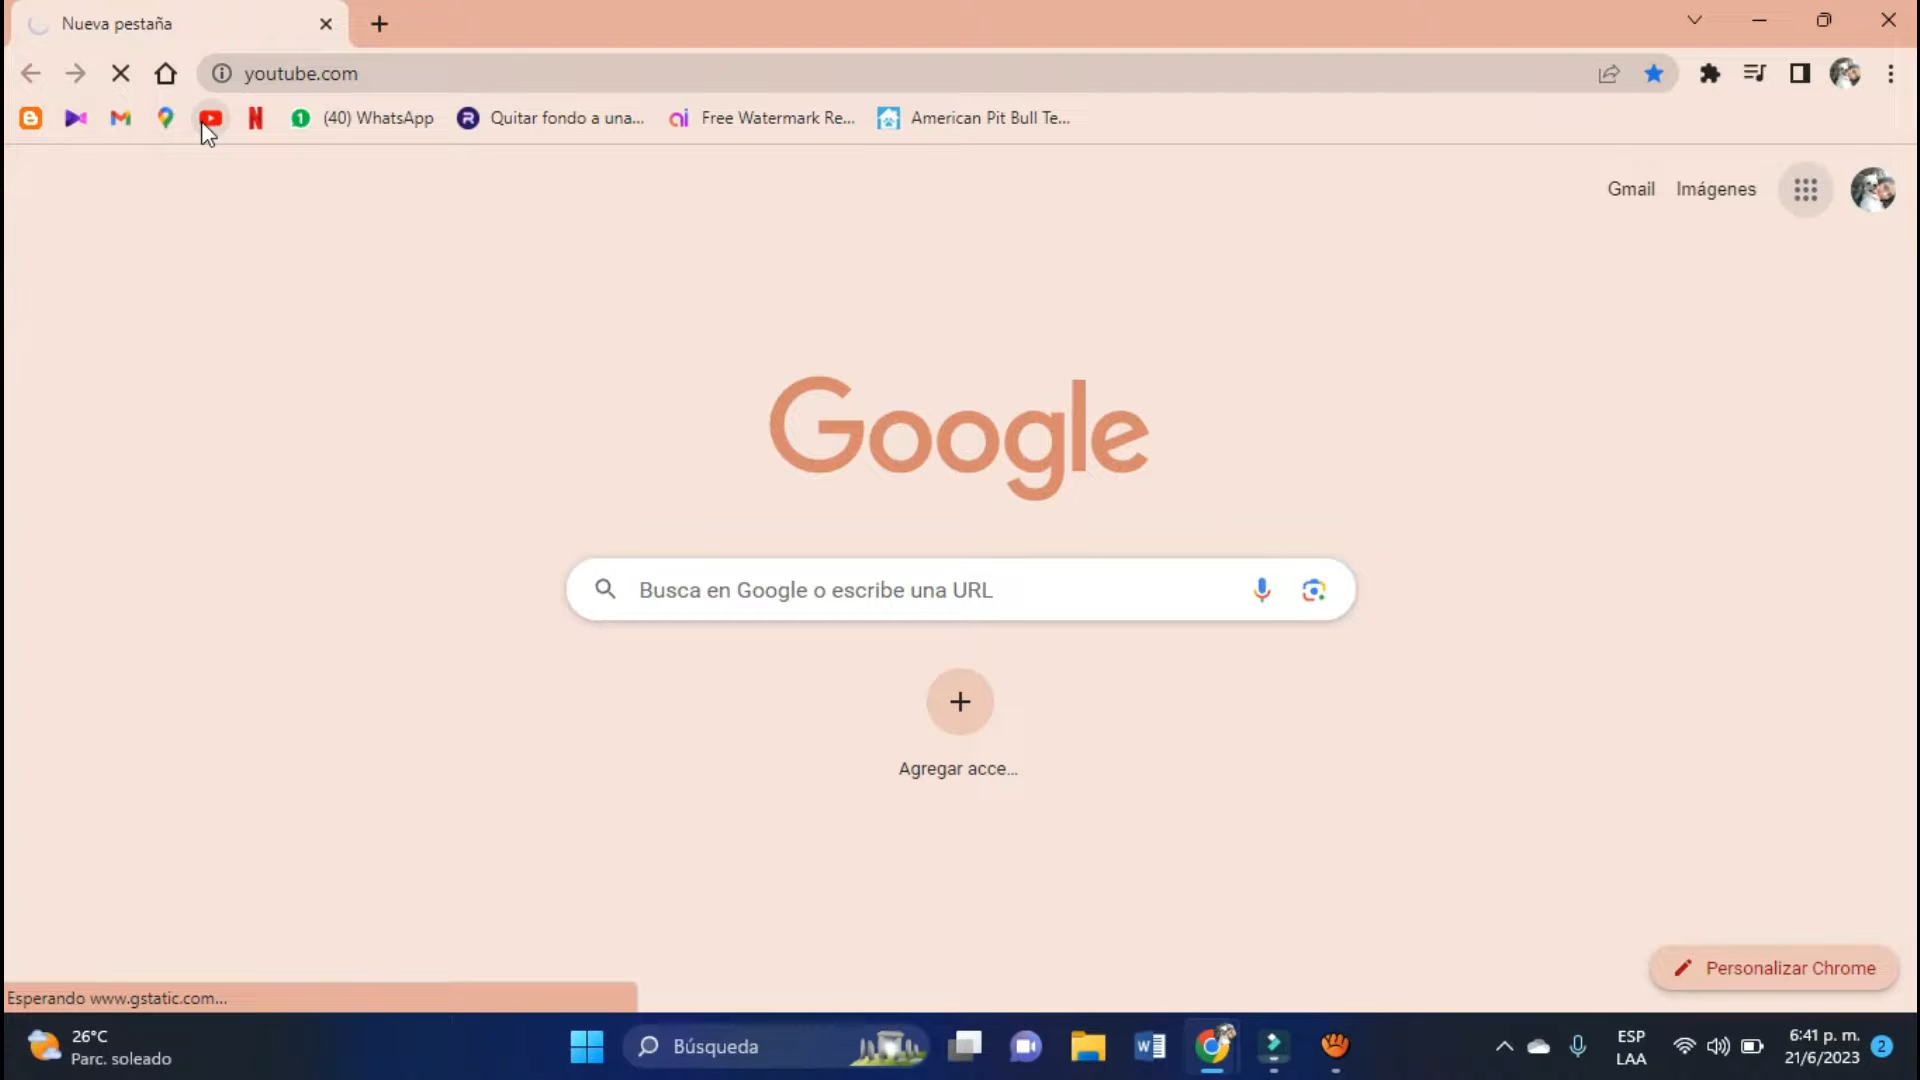 Nueva pestaña
youtube.com
(40) WhatsApp
Quitar fondo a una...
Free Watermark Re...
American Pit Bull Te...
Gmail
Imágenes
Google
Busca en Google o escribe una URL
Agregar acce...
Personalizar Chrome
Esperando www.gstatic.com...
26°C
Parc. soleado
Búsqueda
ESP
LAA
6:41 p. m.
21/6/2023
2